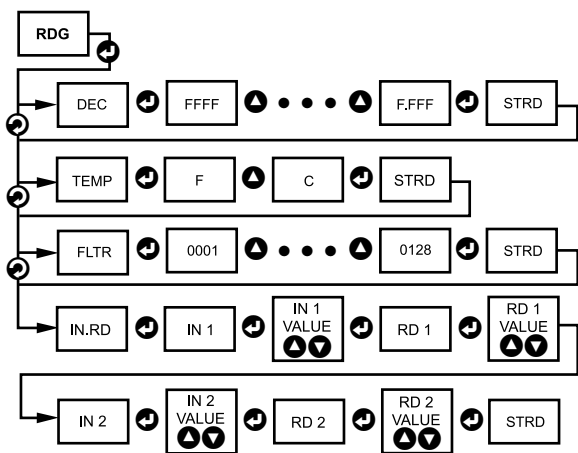 RDG
DEC FFFF F.FFF STRD
TEMP F C STRD
FLTR 0001 0128 STRD
IN.RD IN 1 IN 1 VALUE RD 1 RD 1 VALUE
IN 2 IN 2 VALUE RD 2 RD 2 VALUE STRD